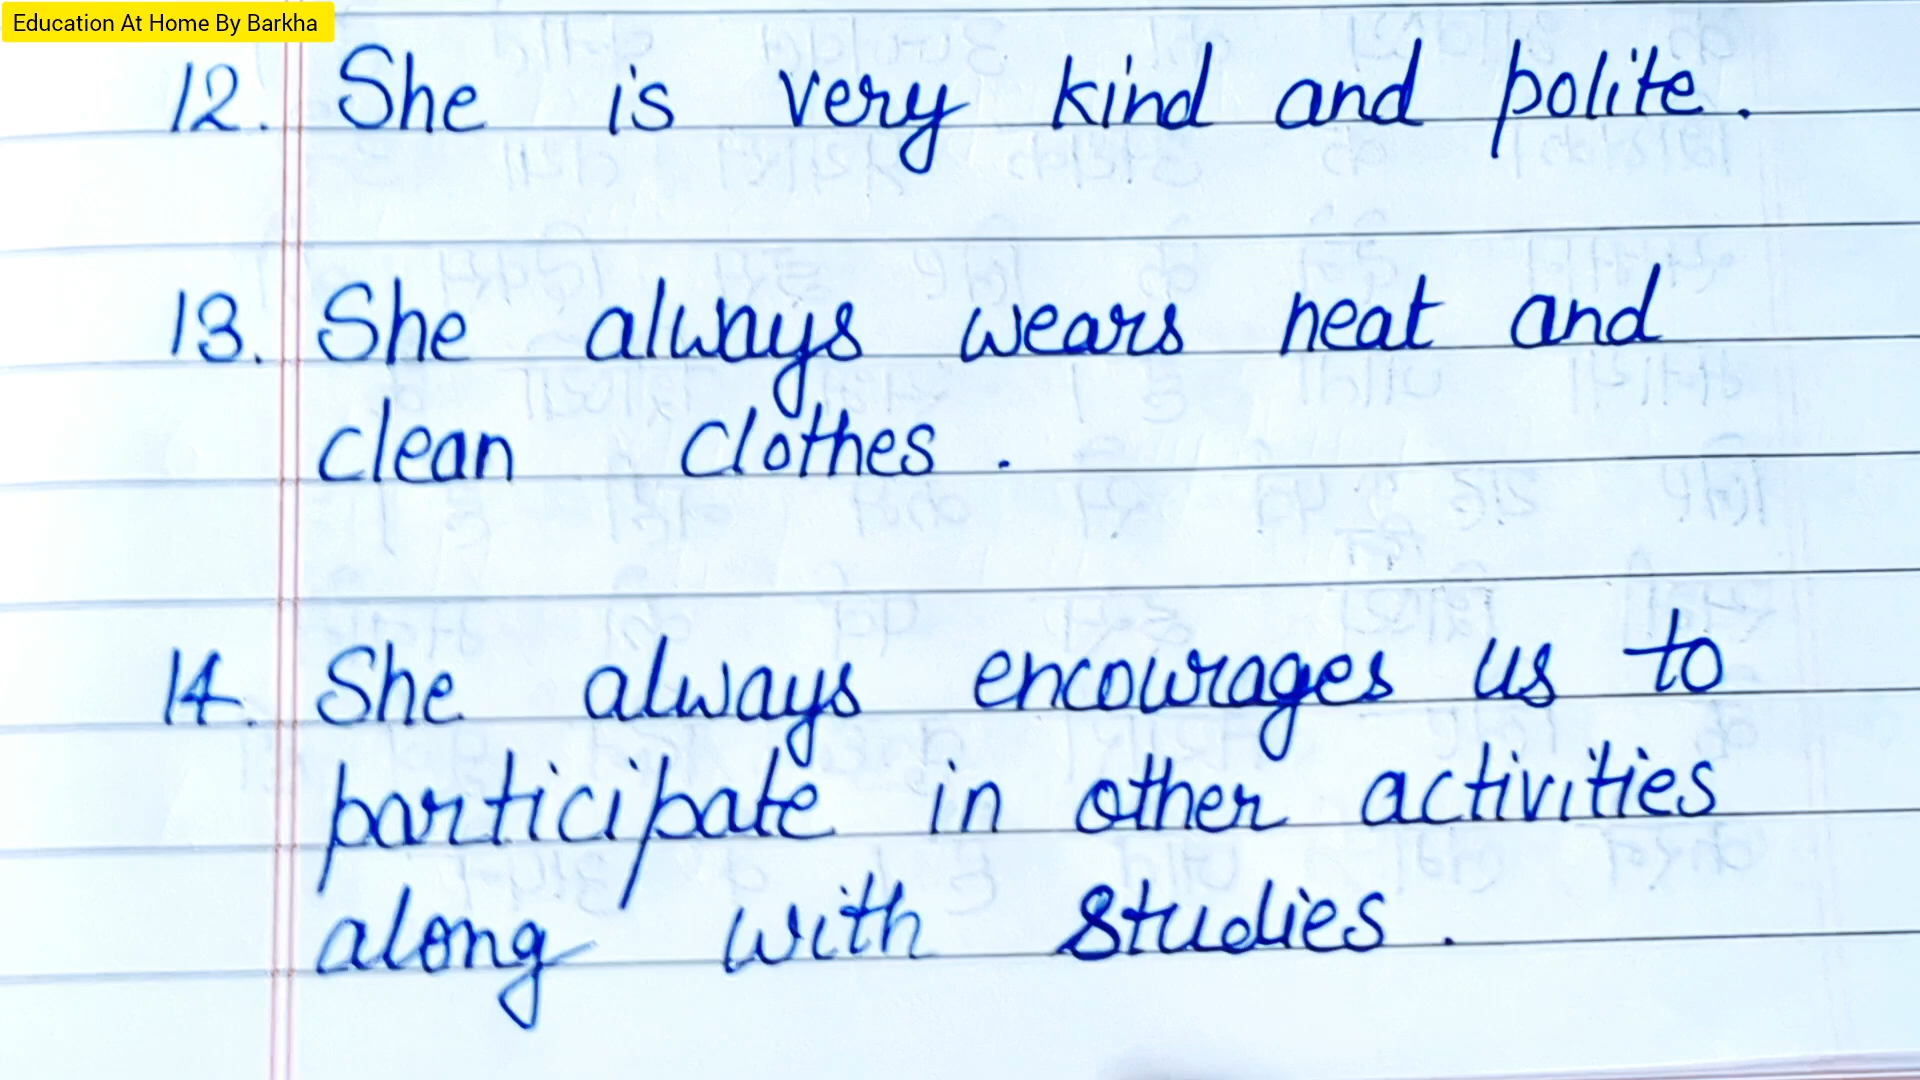 Education At Home By Barkha
12. She is very kind and polite.
13. She always wears neat and
clean clothes.
14. She always encourages us to
participate in other activities
along with studies.